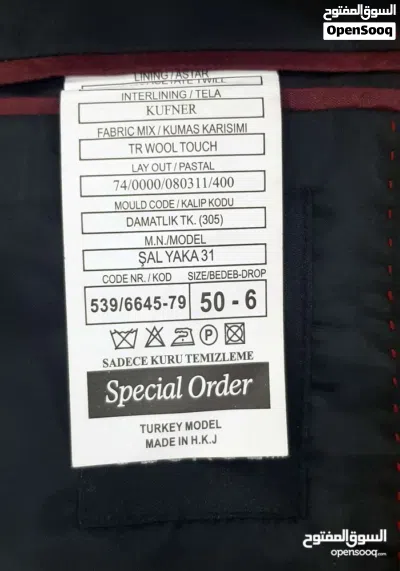 السوق المفتوح
OpenSooq
LINING / ASTAR
INTERLINING / TELA
KUFNER
FABRIC MIX / KUMAS KARISIMI
TR WOOL TOUCH
LAY OUT / PASTAL
74/0000/080311/400
MOULD CODE / KALIP KODU
DAMATLIK TK. (305)
M.N./MODEL
ŞAL YAKA 31
CODE NR. / KOD SIZE/BEDEB-DROP
539/6645-79 50 - 6
P
SADECE KURU TEMIZLEME
Special Order
TURKEY MODEL
MADE IN H.K.J
السوق المفتوح
opensooq.com